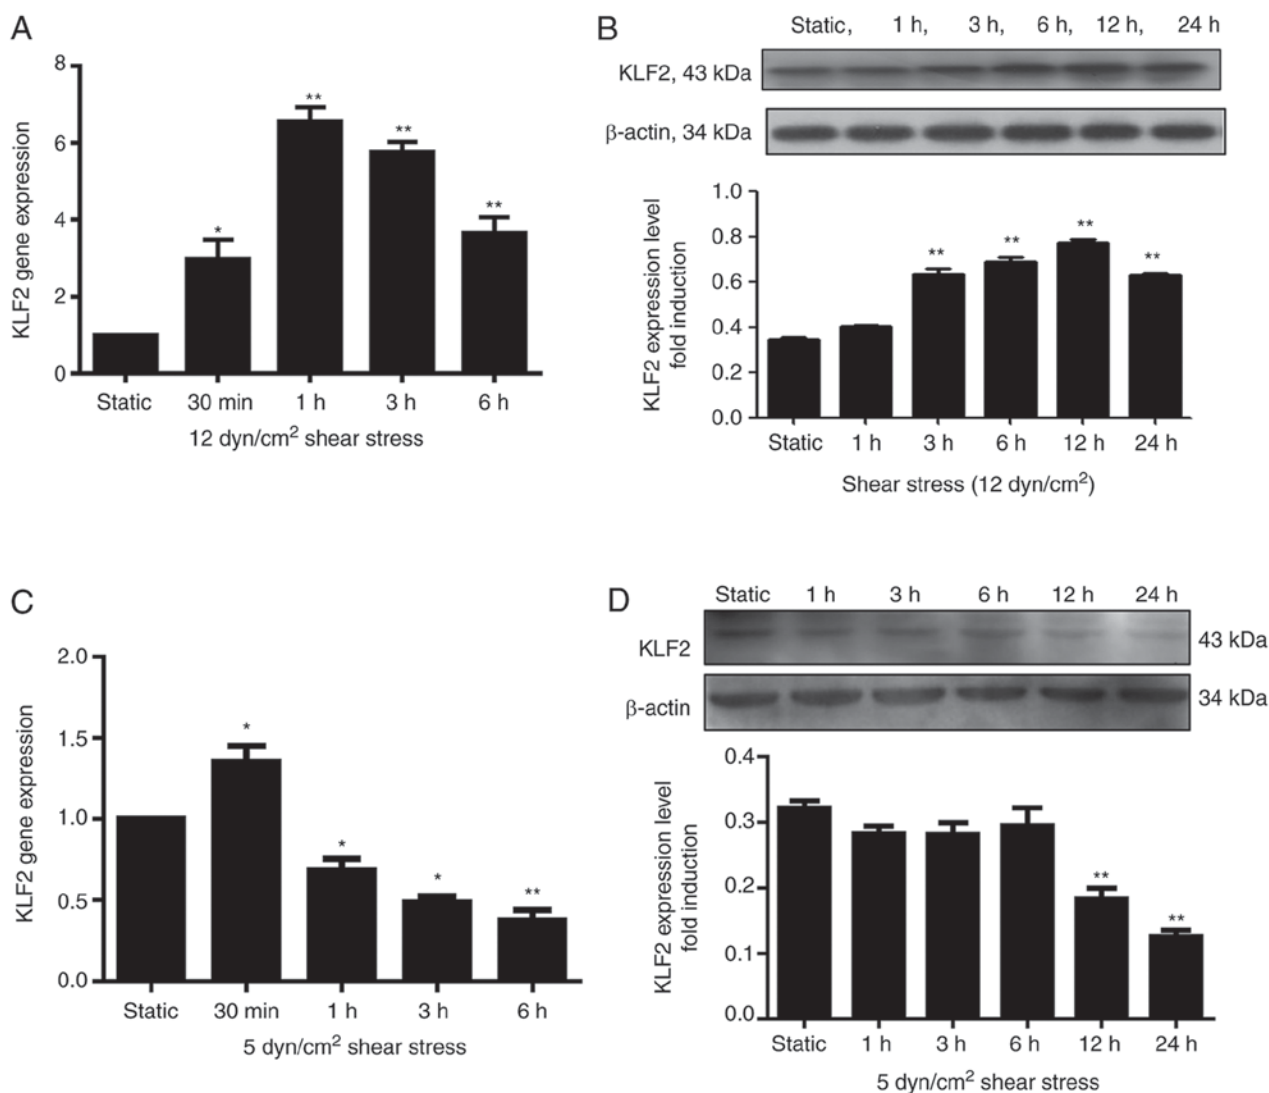 A
8
6
4
2
0
KLF2 gene expression
*
**
**
**
Static 30 min 1 h 3 h 6 h
12 dyn/cm² shear stress
B
Static, 1 h, 3 h, 6 h, 12 h, 24 h
KLF2, 43 kDa
β-actin, 34 kDa
1.0
0.8
0.6
0.4
0.2
0.0
KLF2 expression level
fold induction
**
**
**
**
Static 1 h 3 h 6 h 12 h 24 h
Shear stress (12 dyn/cm²)
C
2.0
1.5
1.0
0.5
0.0
KLF2 gene expression
*
*
*
**
Static 30 min 1 h 3 h 6 h
5 dyn/cm² shear stress
D
Static 1 h 3 h 6 h 12 h 24 h
KLF2 43 kDa
β-actin 34 kDa
0.4
0.3
0.2
0.1
0.0
KLF2 expression level
fold induction
**
**
Static 1 h 3 h 6 h 12 h 24 h
5 dyn/cm² shear stress